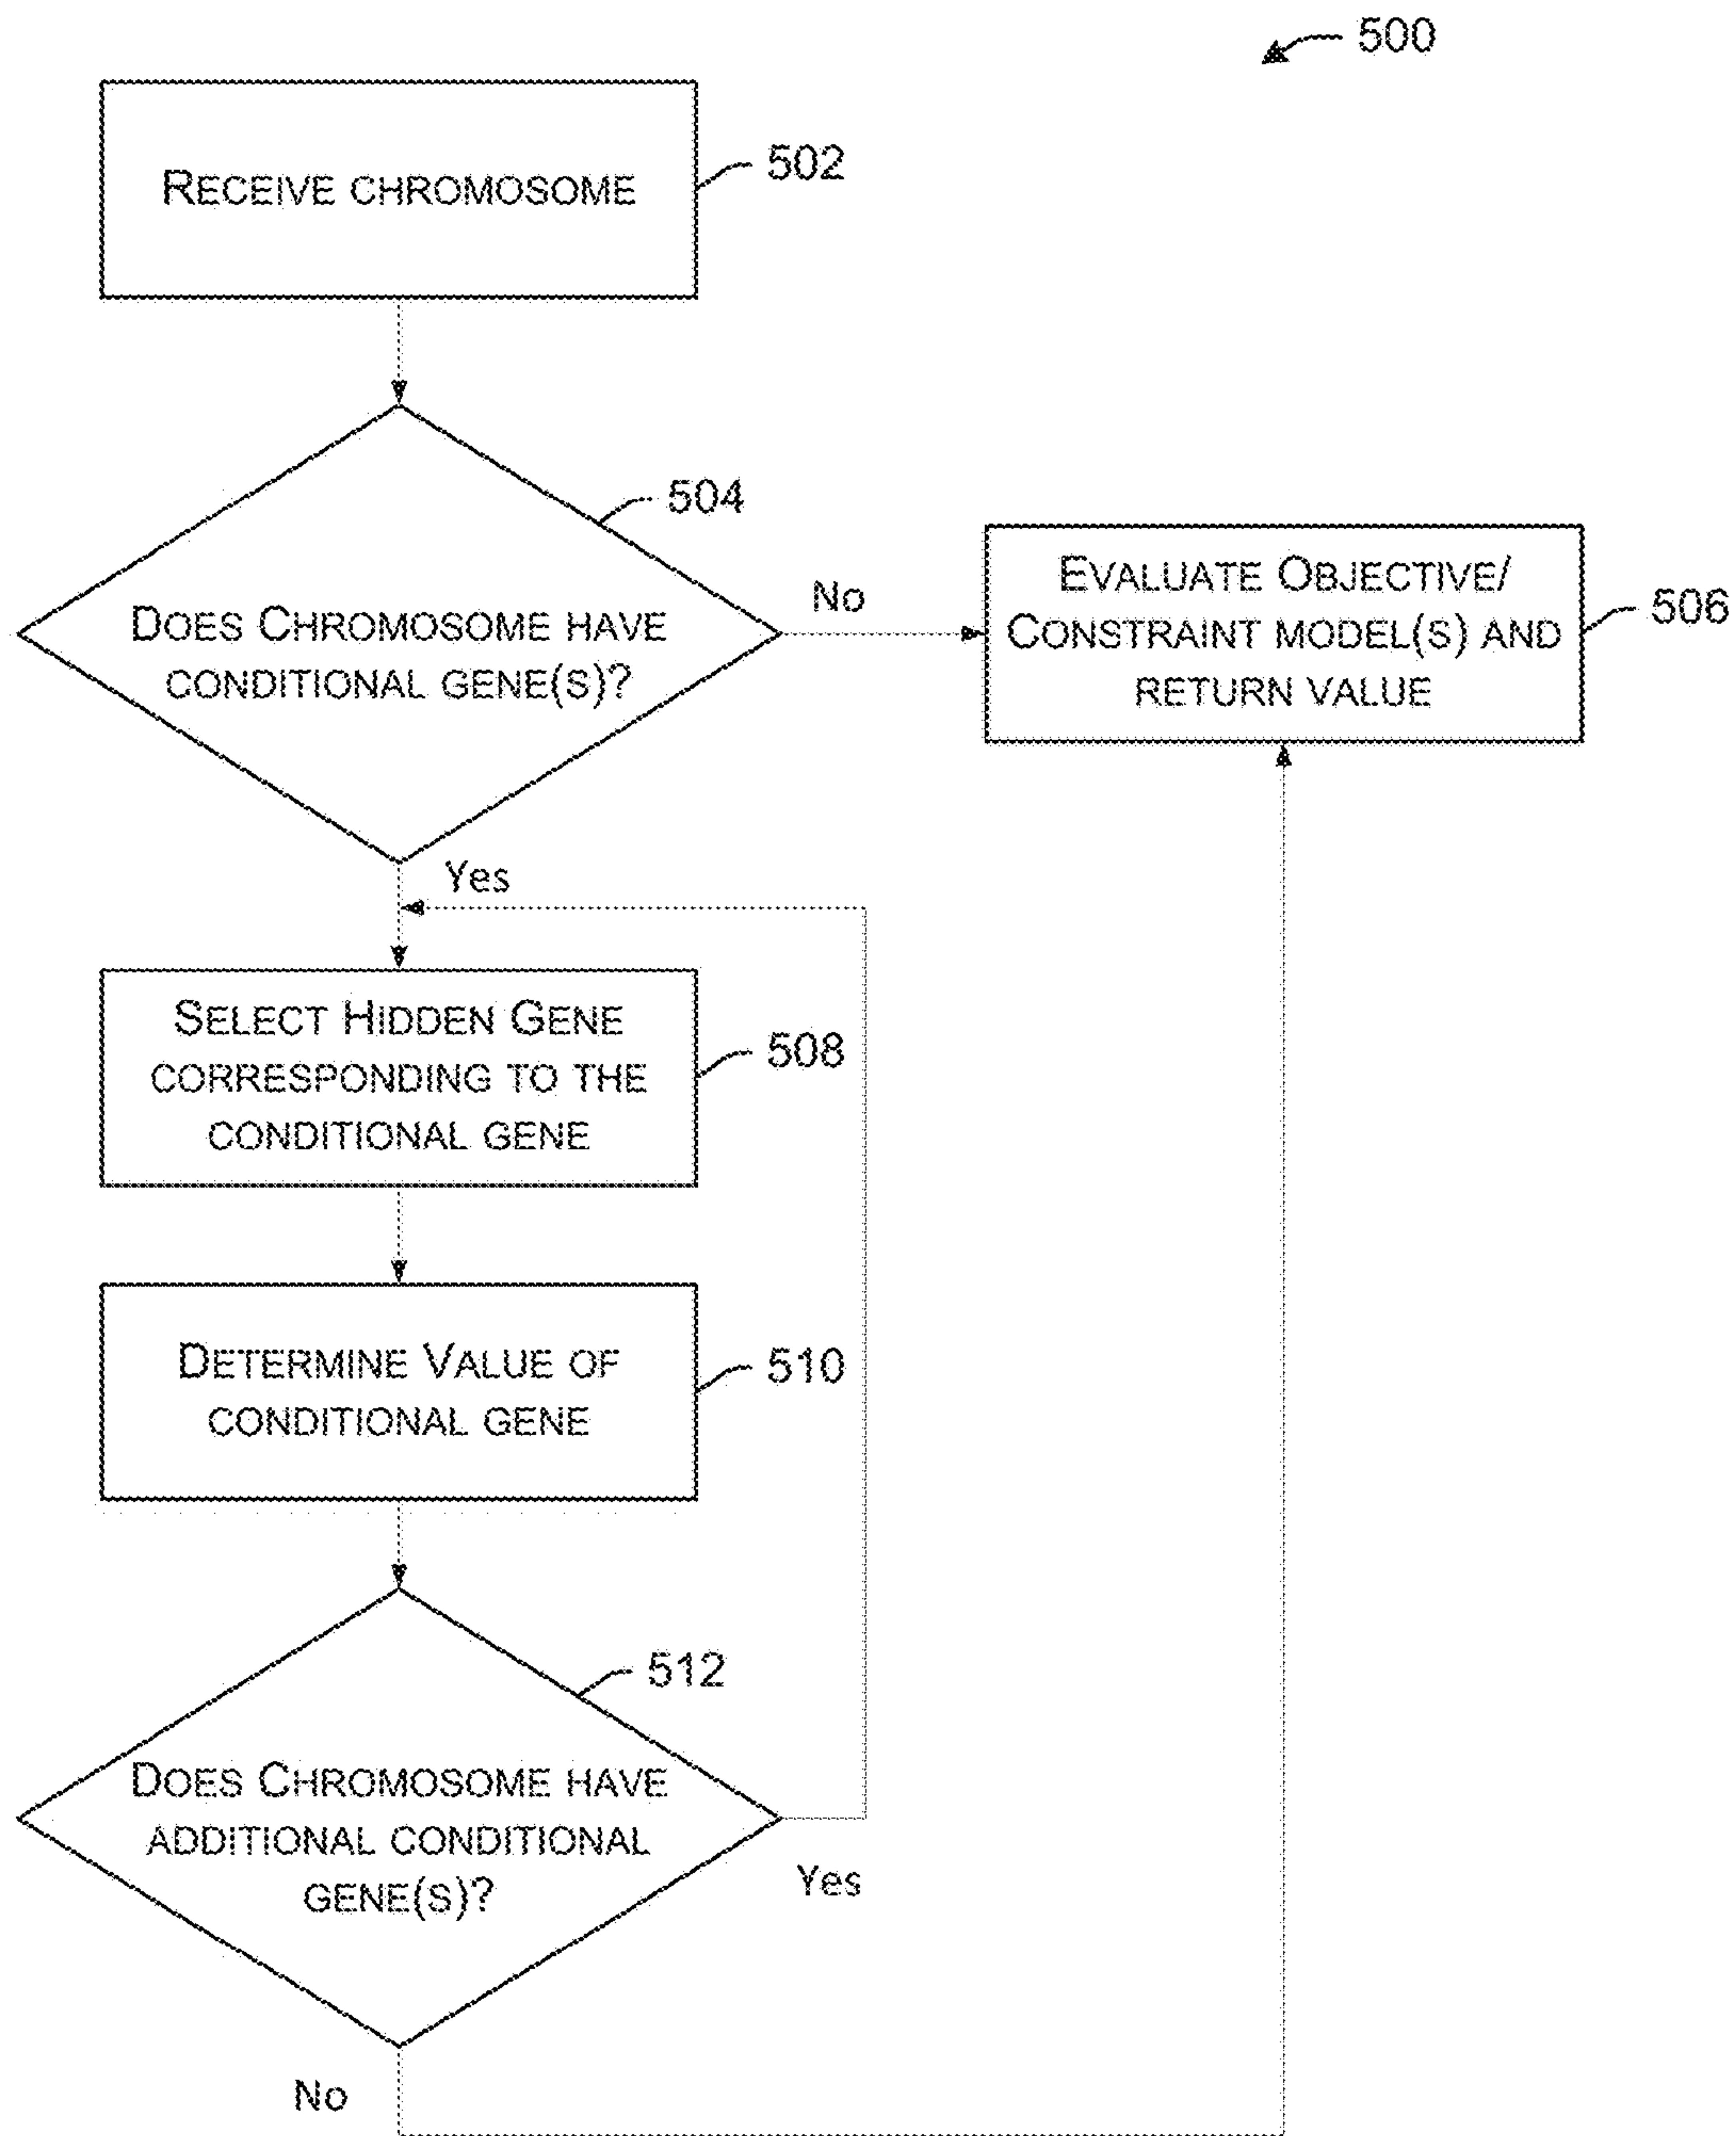 500
RECEIVE CHROMOSOME
502
504
DOES CHROMOSOME HAVE
CONDITIONAL GENE(S)?
No
EVALUATE OBJECTIVE/
CONSTRAINT MODEL(S) AND
RETURN VALUE
506
Yes
SELECT HIDDEN GENE
CORRESPONDING TO THE
CONDITIONAL GENE
508
DETERMINE VALUE OF
CONDITIONAL GENE
510
512
DOES CHROMOSOME HAVE
ADDITIONAL CONDITIONAL
GENE(S)?
Yes
No